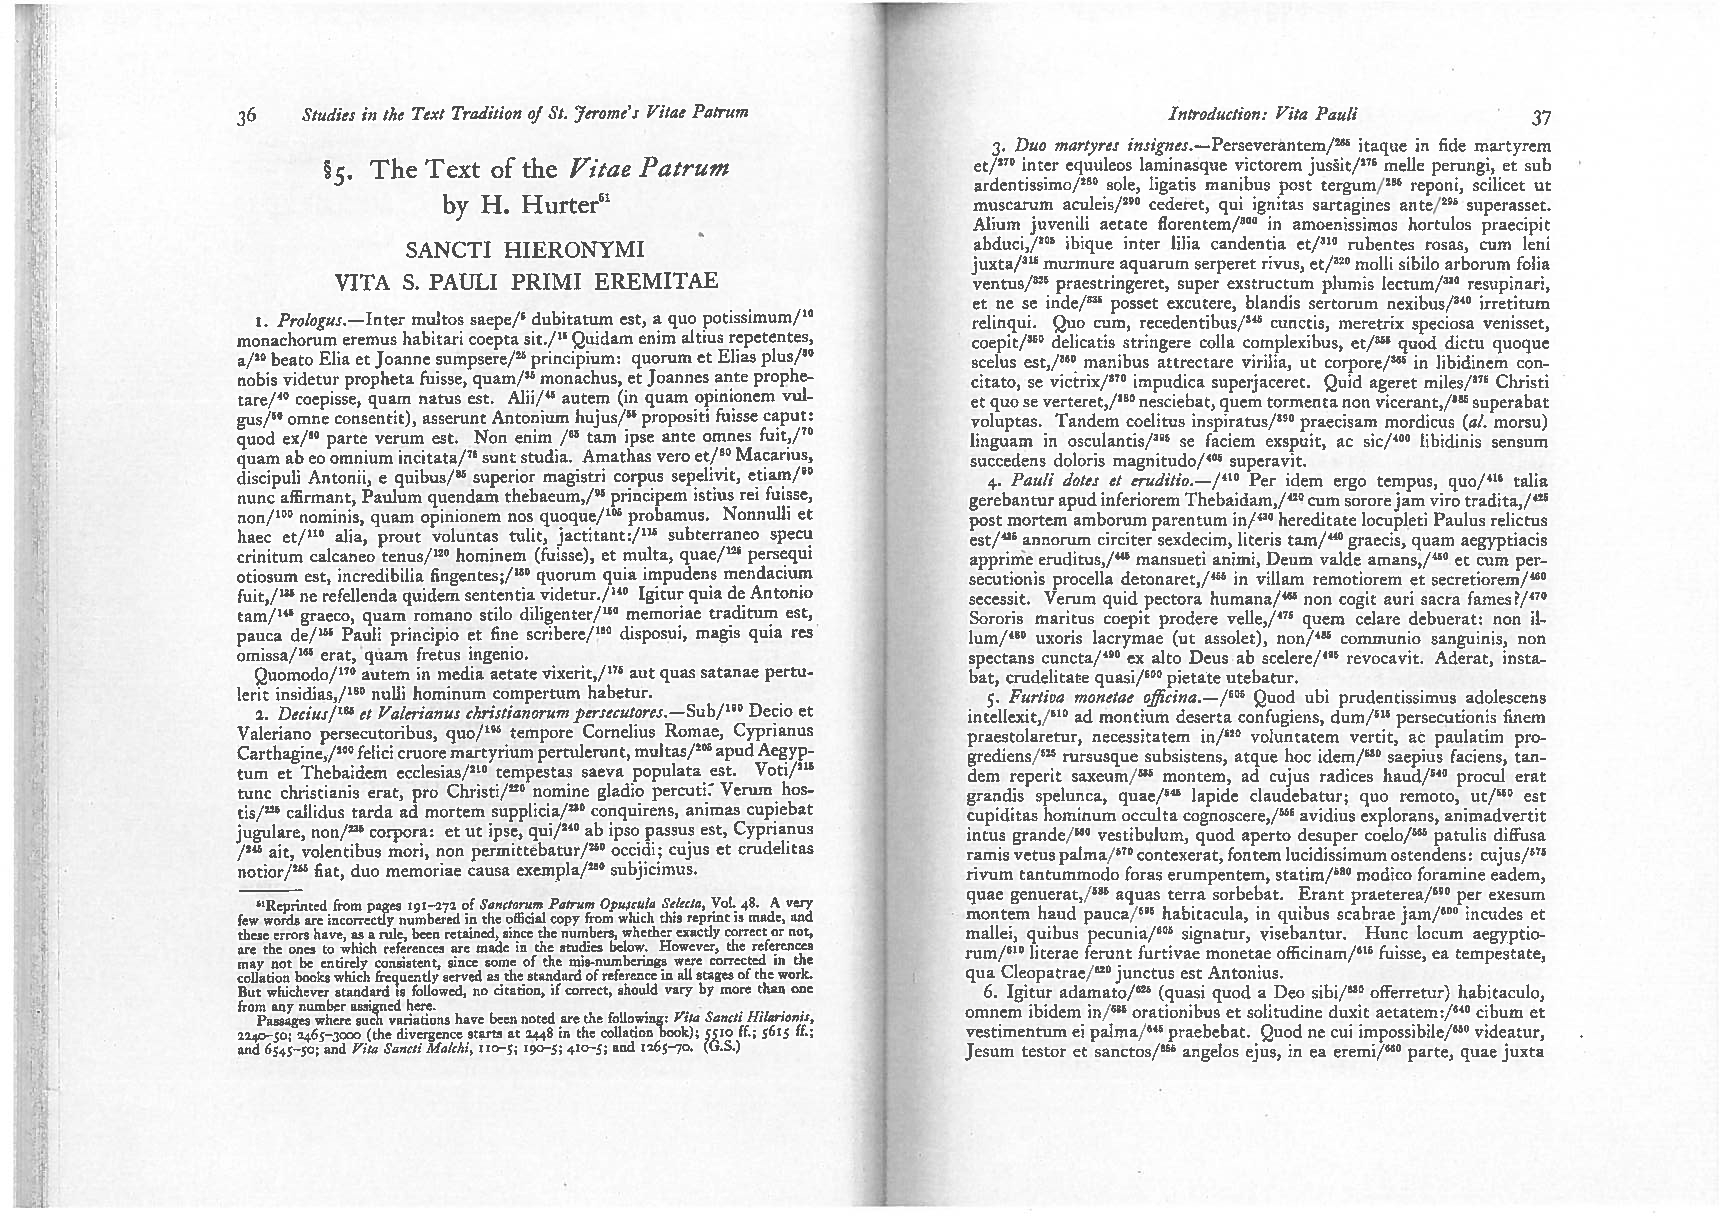 36 Studies in the Text Tradition of St. Jerome's Vitae Patrum
§5. The Text of the Vitae Patrum
by H. Hurter⁶¹
SANCTI HIERONYMI
VITA S. PAULI PRIMI EREMITAE
1. Prologus.—Inter multos saepe/⁵ dubitatum est, a quo potissimum/¹⁰
monachorum eremus habitari coepta sit./¹⁵ Quidam enim altius repetentes,
a/²⁰ beato Elia et Joanne sumpsere/²⁵ principium: quorum et Elias plus/³⁰
nobis videtur propheta fuisse, quam/³⁵ monachus, et Joannes ante prophe-
tare/⁴⁰ coepisse, quam natus est. Alii/⁴⁵ autem (in quam opinionem vul-
gus/⁵⁰ omne consentit), asserunt Antonium hujus/⁵⁵ propositi fuisse caput:
quod ex/⁶⁰ parte verum est. Non enim /⁶⁵ tam ipse ante omnes fuit,/⁷⁰
quam ab eo omnium incitata/⁷⁵ sunt studia. Amathas vero et/⁸⁰ Macarius,
discipuli Antonii, e quibus/⁸⁵ superior magistri corpus sepelivit, etiam/⁹⁰
nunc affirmant, Paulum quendam thebaeum,/⁹⁵ principem istius rei fuisse,
non/¹⁰⁰ nominis, quam opinionem nos quoque/¹⁰⁵ probamus. Nonnulli et
haec et/¹¹⁰ alia, prout voluntas tulit, jactitant:/¹¹⁵ subterraneo specu
crinitum calcaneo tenus/¹²⁰ hominem (fuisse), et multa, quae/¹²⁵ persequi
otiosum est, incredibilia fingentes;/¹³⁰ quorum quia impudens mendacium
fuit,/¹³⁵ ne refellenda quidem sententia videtur./¹⁴⁰ Igitur quia de Antonio
tam/¹⁴⁵ graeco, quam romano stilo diligenter/¹⁵⁰ memoriae traditum est,
pauca de/¹⁵⁵ Pauli principio et fine scribere/¹⁶⁰ disposui, magis quia res
omissa/¹⁶⁵ erat, quam fretus ingenio.
Quomodo/¹⁷⁰ autem in media aetate vixerit,/¹⁷⁵ aut quas satanae pertu-
lerit insidias,/¹⁸⁰ nulli hominum compertum habetur.
2. Decius/¹⁸⁵ et Valerianus christianorum persecutores.—Sub/¹⁹⁰ Decio et
Valeriano persecutoribus, quo/¹⁹⁵ tempore Cornelius Romae, Cyprianus
Carthagine,/²⁰⁰ felici cruore martyrium pertulerunt, multas/²⁰⁵ apud Aegyp-
tum et Thebaidem ecclesias/²¹⁰ tempestas saeva populata est. Voti/²¹⁵
tunc christianis erat, pro Christi/²²⁰ nomine gladio percuti. Verum hos-
tis/²²⁵ callidus tarda ad mortem supplicia/²³⁰ conquirens, animas cupiebat
jugulare, non/²³⁵ corpora: et ut ipse, qui/²⁴⁰ ab ipso passus est, Cyprianus
/²⁴⁵ ait, volentibus mori, non permittebatur/²⁵⁰ occidi; cujus et crudelitas
notior/²⁵⁵ fiat, duo memoriae causa exempla/²⁶⁰ subjicimus.
⁶¹Reprinted from pages 191-272 of Sanctorum Patrum Opuscula Selecta, Vol. 48. A very
few words are incorrectly numbered in the official copy from which this reprint is made, and
these errors have, as a rule, been retained, since the numbers, whether exactly correct or not,
are the ones to which references are made in the studies below. However, the references
may not be entirely consistent, since some of the mis-numberings were corrected in the
collation books which frequently served as the standard of reference in all stages of the work.
But whichever standard is followed, no citation, if correct, should vary by more than one
from any number assigned here.
Passages where such variations have been noted are the following: Vita Sancti Hilarionis,
2240-50; 2465-3000 (the divergence starts at 2448 in the collation book); 5510 ff.; 5615 ff.;
and 6545-50; and Vita Sancti Malchi, 110-5; 190-5; 410-5; and 1265-70. (G.S.)
Introduction: Vita Pauli 37
3. Duo martyres insignes.—Perseverantem/²⁶⁵ itaque in fide martyrem
et/²⁷⁰ inter equuleos laminasque victorem jussit/²⁷⁵ melle perungi, et sub
ardentissimo/²⁸⁰ sole, ligatis manibus post tergum/²⁸⁵ reponi, scilicet ut
muscarum aculeis/²⁹⁰ cederet, qui ignitas sartagines ante/²⁹⁵ superasset.
Alium juvenili aetate florentem/³⁰⁰ in amoenissimos hortulos praecipit
abduci,/³⁰⁵ ibique inter lilia candentia et/³¹⁰ rubentes rosas, cum leni
juxta/³¹⁵ murmure aquarum serperet rivus, et/³²⁰ molli sibilo arborum folia
ventus/³²⁵ praestringeret, super exstructum plumis lectum/³³⁰ resupinari,
et ne se inde/³³⁵ posset excutere, blandis sertorum nexibus/³⁴⁰ irretitum
relinqui. Quo cum, recedentibus/³⁴⁵ cunctis, meretrix speciosa venisset,
coepit/³⁵⁰ delicatis stringere colla complexibus, et/³⁵⁵ quod dictu quoque
scelus est,/³⁶⁰ manibus attrectare virilia, ut corpore/³⁶⁵ in libidinem con-
citato, se victrix/³⁷⁰ impudica superjaceret. Quid ageret miles/³⁷⁵ Christi
et quo se verteret,/³⁸⁰ nesciebat, quem tormenta non vicerant,/³⁸⁵ superabat
voluptas. Tandem coelitus inspiratus/³⁹⁰ praecisam mordicus (al. morsu)
linguam in osculantis/³⁹⁵ se faciem exspuit, ac sic/⁴⁰⁰ libidinis sensum
succedens doloris magnitudo/⁴⁰⁵ superavit.
4. Pauli dotes et eruditio.—/⁴¹⁰ Per idem ergo tempus, quo/⁴¹⁵ talia
gerebantur apud inferiorem Thebaidam,/⁴²⁰ cum sorore jam viro tradita,/⁴²⁵
post mortem amborum parentum in/⁴³⁰ hereditate locupleti Paulus relictus
est/⁴³⁵ annorum circiter sexdecim, literis tam/⁴⁴⁰ graecis, quam aegyptiacis
apprime eruditus,/⁴⁴⁵ mansueti animi, Deum valde amans,/⁴⁵⁰ et cum per-
secutionis procella detonaret,/⁴⁵⁵ in villam remotiorem et secretiorem/⁴⁶⁰
secessit. Verum quid pectora humana/⁴⁶⁵ non cogit auri sacra fames?/⁴⁷⁰
Sororis maritus coepit prodere velle,/⁴⁷⁵ quem celare debuerat: non il-
lum/⁴⁸⁰ uxoris lacrymae (ut assolet), non/⁴⁸⁵ communio sanguinis, non
spectans cuncta/⁴⁹⁰ ex alto Deus ab scelere/⁴⁹⁵ revocavit. Aderat, insta-
bat, crudelitate quasi/⁵⁰⁰ pietate utebatur.
5. Furtiva monetae officina.—/⁵⁰⁵ Quod ubi prudentissimus adolescens
intellexit,/⁵¹⁰ ad montium deserta confugiens, dum/⁵¹⁵ persecutionis finem
praestolaretur, necessitatem in/⁵²⁰ voluntatem vertit, ac paulatim pro-
grediens/⁵²⁵ rursusque subsistens, atque hoc idem/⁵³⁰ saepius faciens, tan-
dem reperit saxeum/⁵³⁵ montem, ad cujus radices haud/⁵⁴⁰ procul erat
grandis spelunca, quae/⁵⁴⁵ lapide claudebatur; quo remoto, ut/⁵⁵⁰ est
cupiditas hominum occulta cognoscere,/⁵⁵⁵ avidius explorans, animadvertit
intus grande/⁵⁶⁰ vestibulum, quod aperto desuper coelo/⁵⁶⁵ patulis diffusa
ramis vetus palma/⁵⁷⁰ contexerat, fontem lucidissimum ostendens: cujus/⁵⁷⁵
rivum tantummodo foras erumpentem, statim/⁵⁸⁰ modico foramine eadem,
quae genuerat,/⁵⁸⁵ aquas terra sorbebat. Erant praeterea/⁵⁹⁰ per exesum
montem haud pauca/⁵⁹⁵ habitacula, in quibus scabrae jam/⁶⁰⁰ incudes et
mallei, quibus pecunia/⁶⁰⁵ signatur, visebantur. Hunc locum aegyptio-
rum/⁶¹⁰ literae ferunt furtivae monetae officinam/⁶¹⁵ fuisse, ea tempestate,
qua Cleopatrae/⁶²⁰ junctus est Antonius.
6. Igitur adamato/⁶²⁵ (quasi quod a Deo sibi/⁶³⁰ offerretur) habitaculo,
omnem ibidem in/⁶³⁵ orationibus et solitudine duxit aetatem:/⁶⁴⁰ cibum et
vestimentum ei palma/⁶⁴⁵ praebebat. Quod ne cui impossibile/⁶⁵⁰ videatur,
Jesum testor et sanctos/⁶⁵⁵ angelos ejus, in ea eremi/⁶⁶⁰ parte, quae juxta